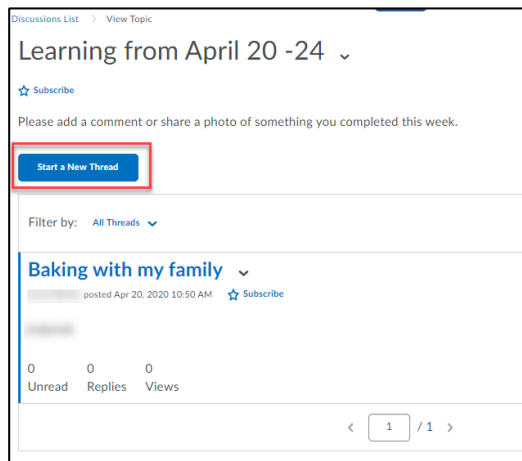 Discussions List > View Topic
Learning from April 20 -24
Subscribe
Please add a comment or share a photo of something you completed this week.
Start a New Thread
Filter by: All Threads
Baking with my family
posted Apr 20, 2020 10:50 AM Subscribe
0 0 0
Unread Replies Views
< 1 / 1 >